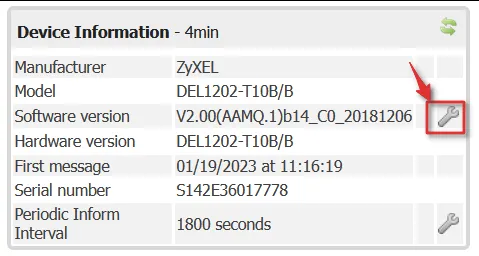 Device Information - 4min
Manufacturer ZyXEL
Model DEL1202-T10B/B
Software version V2.00(AAMQ.1)b14_C0_20181206
Hardware version DEL1202-T10B/B
First message 01/19/2023 at 11:16:19
Serial number S142E36017778
Periodic Inform
Interval 1800 seconds